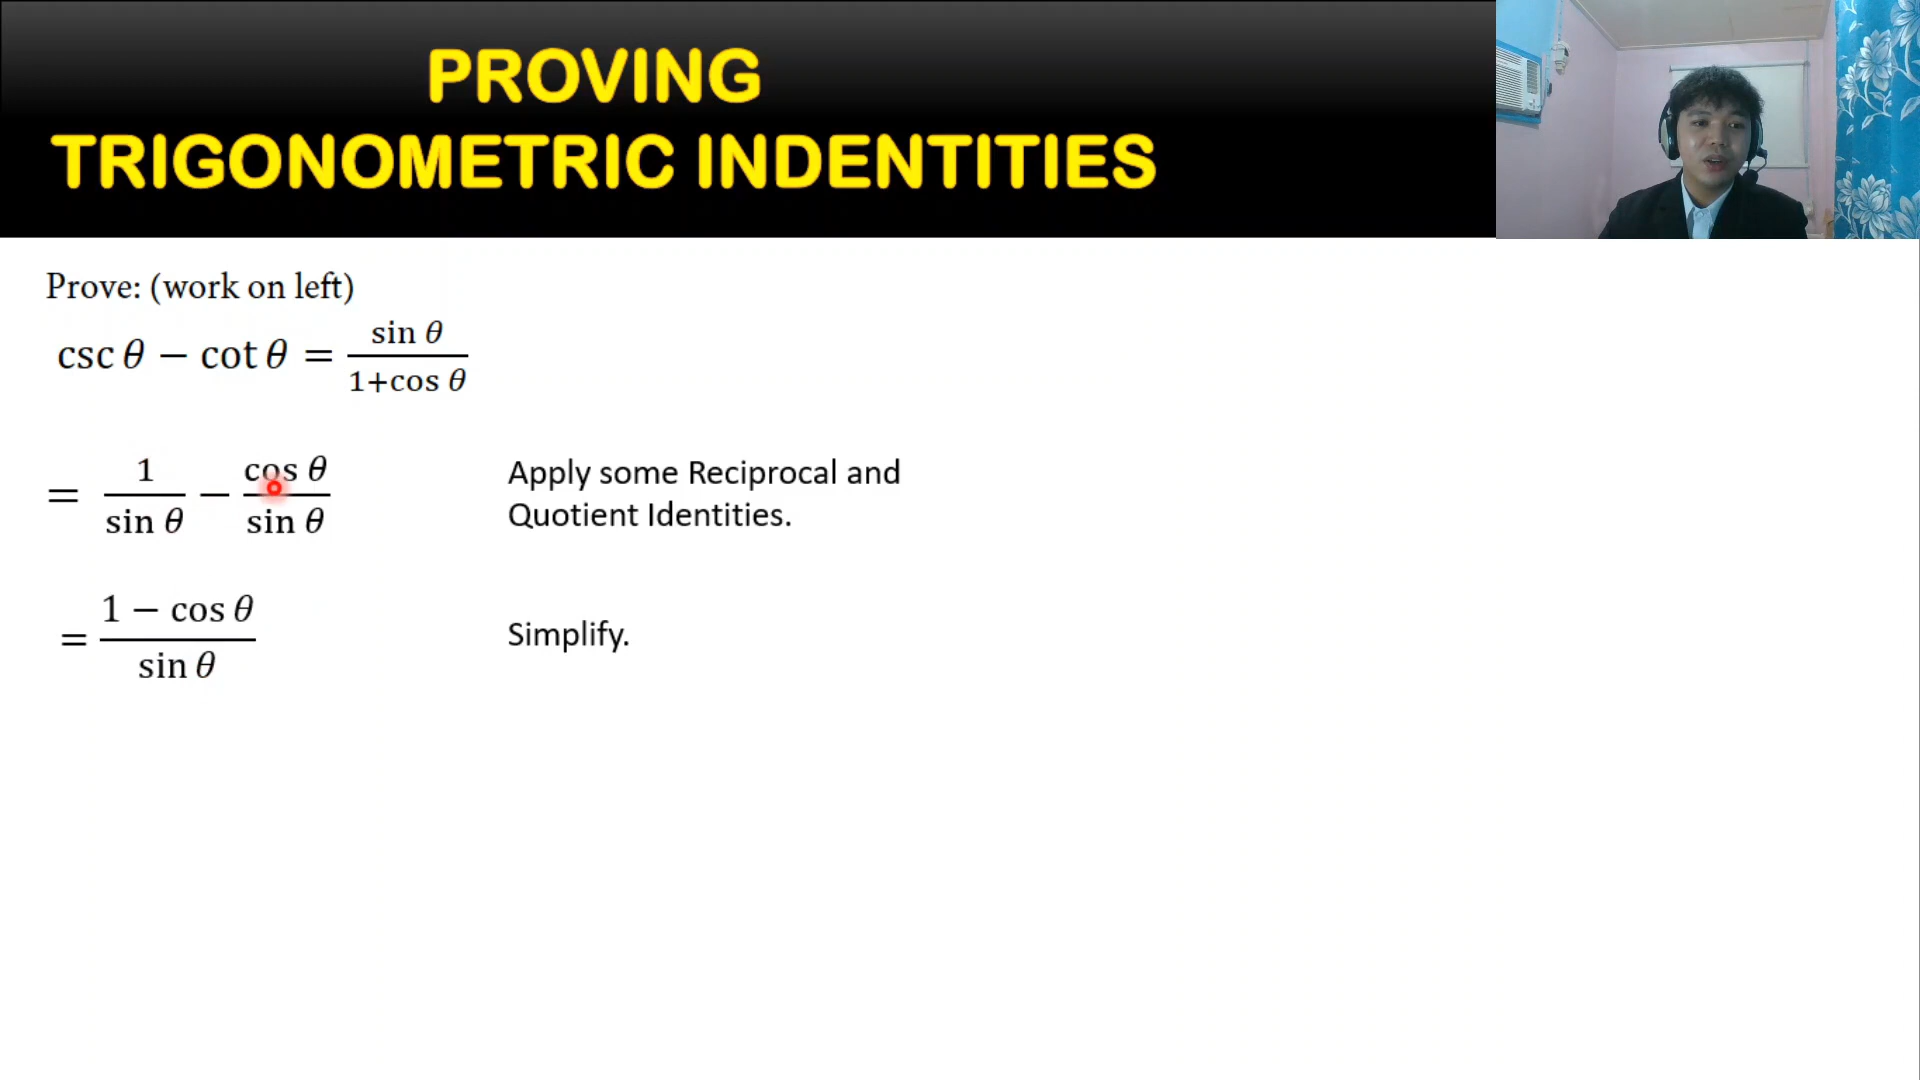 PROVING
TRIGONOMETRIC INDENTITIES
Prove: (work on left)
csc θ − cot θ = sin θ / 1+cos θ
= 1 / sin θ − cos θ / sin θ
Apply some Reciprocal and
Quotient Identities.
= 1 − cos θ / sin θ
Simplify.